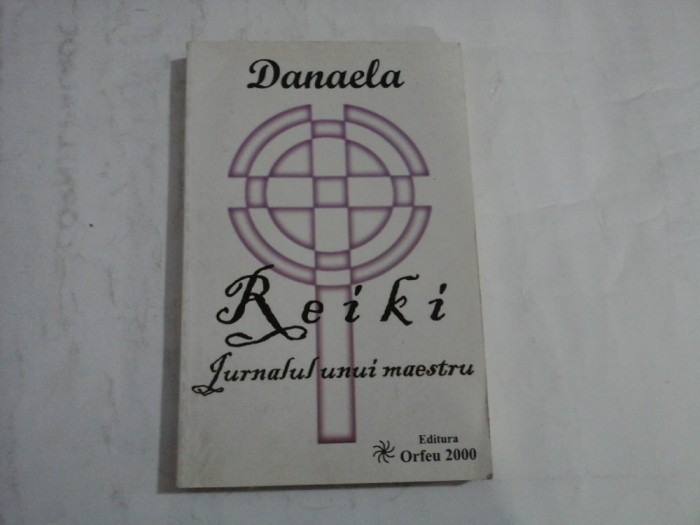 Danaela
Reiki
Jurnalul unui maestru
Editura
Orfeu 2000